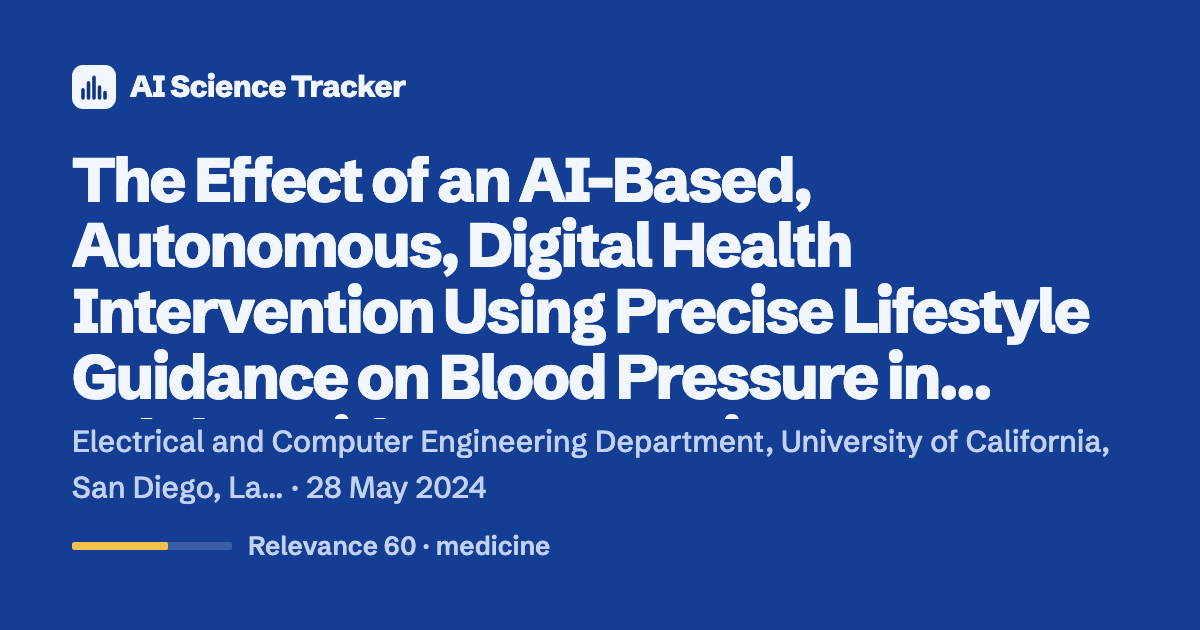 AI Science Tracker
The Effect of an AI-Based,
Autonomous, Digital Health
Intervention Using Precise Lifestyle
Guidance on Blood Pressure in...
Electrical and Computer Engineering Department, University of California,
San Diego, La... · 28 May 2024
Relevance 60 · medicine